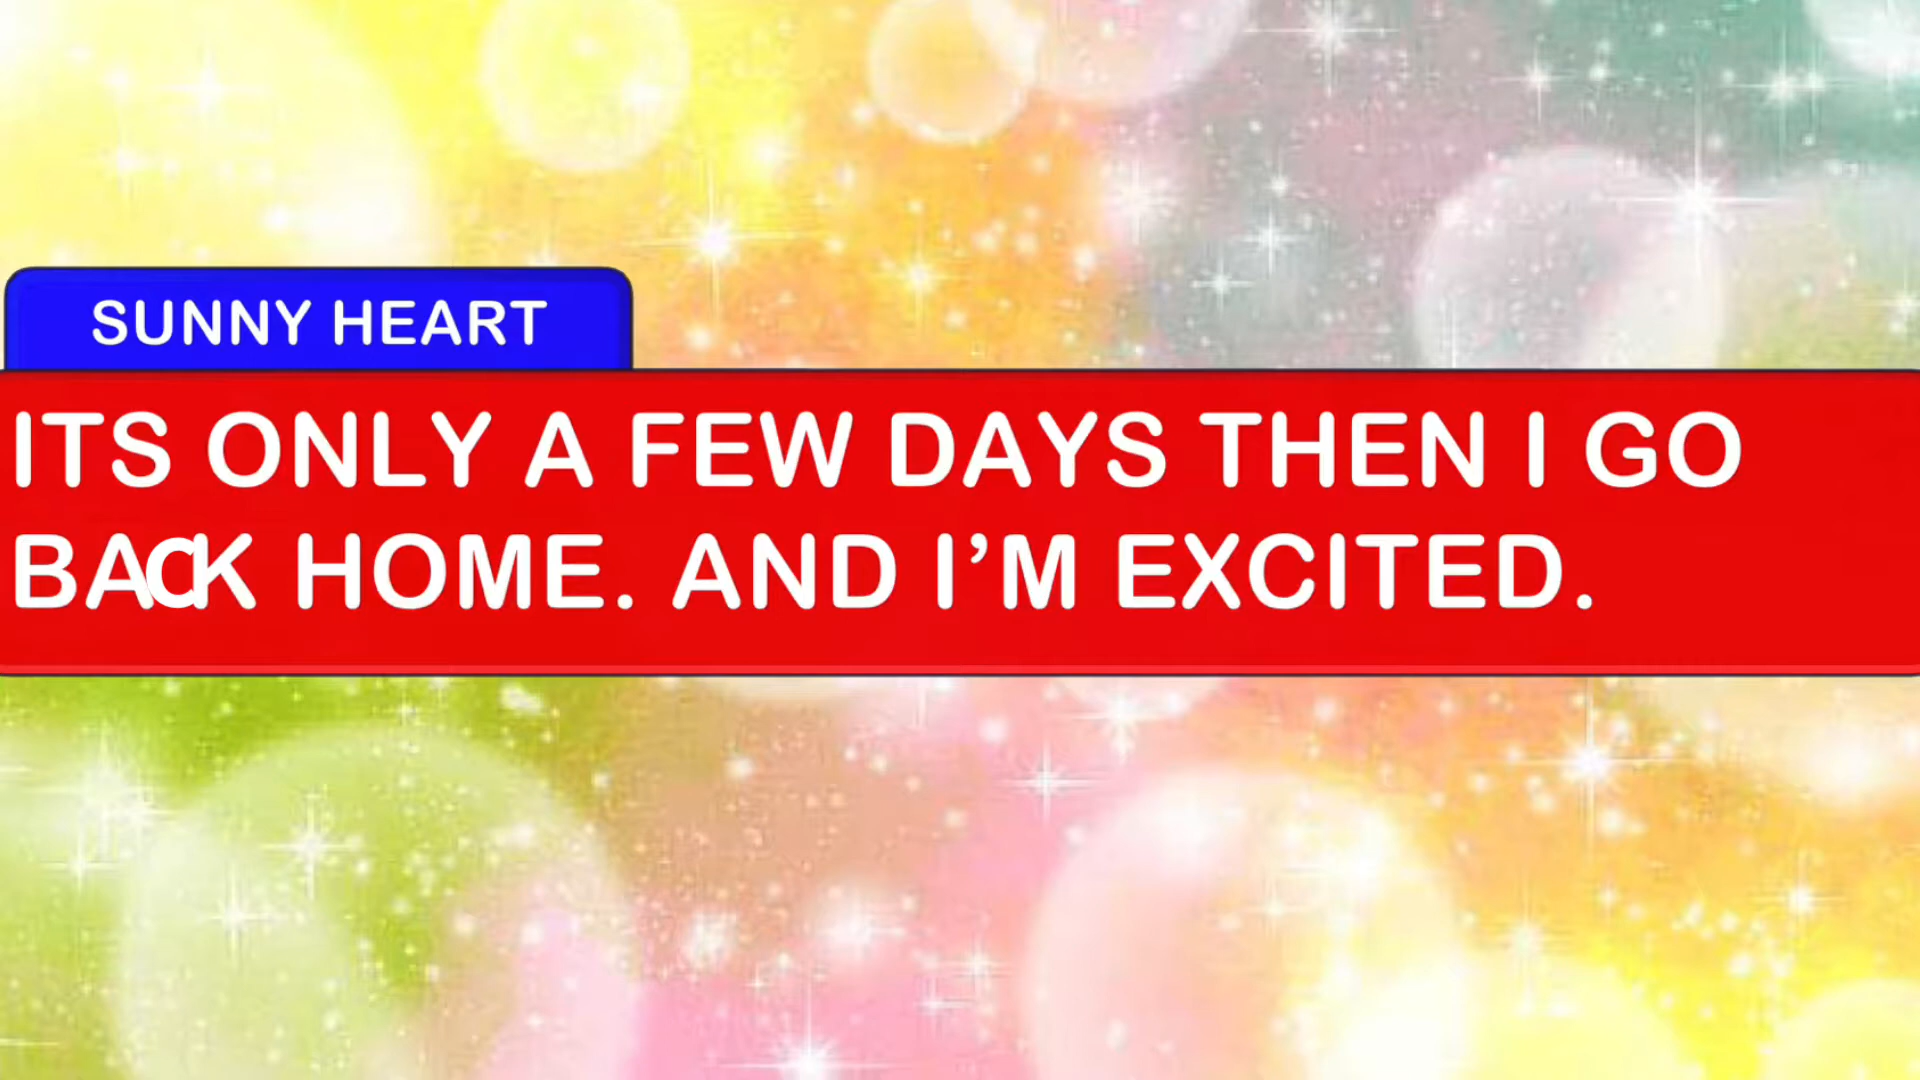 SUNNY HEART
ITS ONLY A FEW DAYS THEN I GO
BACK HOME. AND I’M EXCITED.